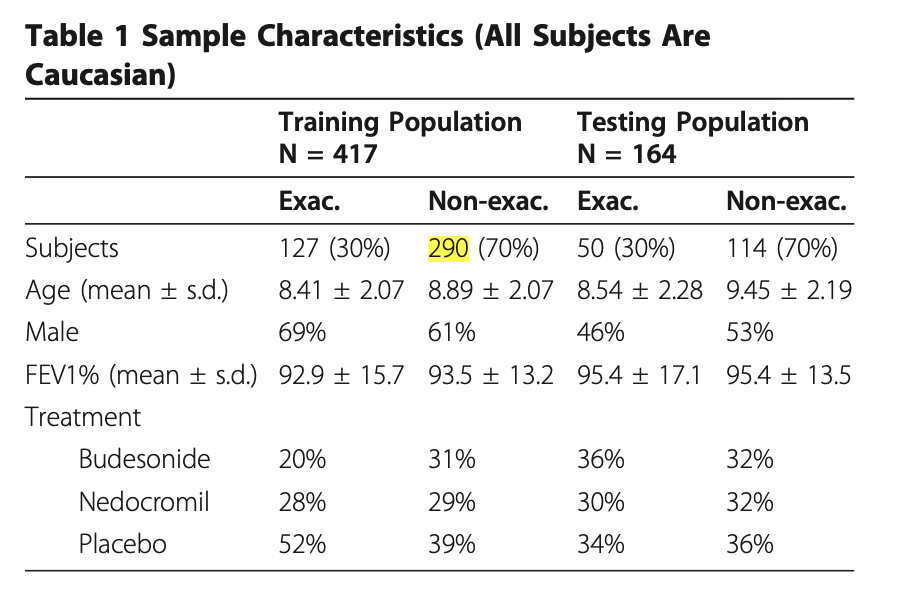 Table 1 Sample Characteristics (All Subjects Are
Caucasian)
Training Population Testing Population
N = 417 N = 164
Exac. Non-exac. Exac. Non-exac.
Subjects 127 (30%) 290 (70%) 50 (30%) 114 (70%)
Age (mean ± s.d.) 8.41 ± 2.07 8.89 ± 2.07 8.54 ± 2.28 9.45 ± 2.19
Male 69% 61% 46% 53%
FEV1% (mean ± s.d.) 92.9 ± 15.7 93.5 ± 13.2 95.4 ± 17.1 95.4 ± 13.5
Treatment
Budesonide 20% 31% 36% 32%
Nedocromil 28% 29% 30% 32%
Placebo 52% 39% 34% 36%